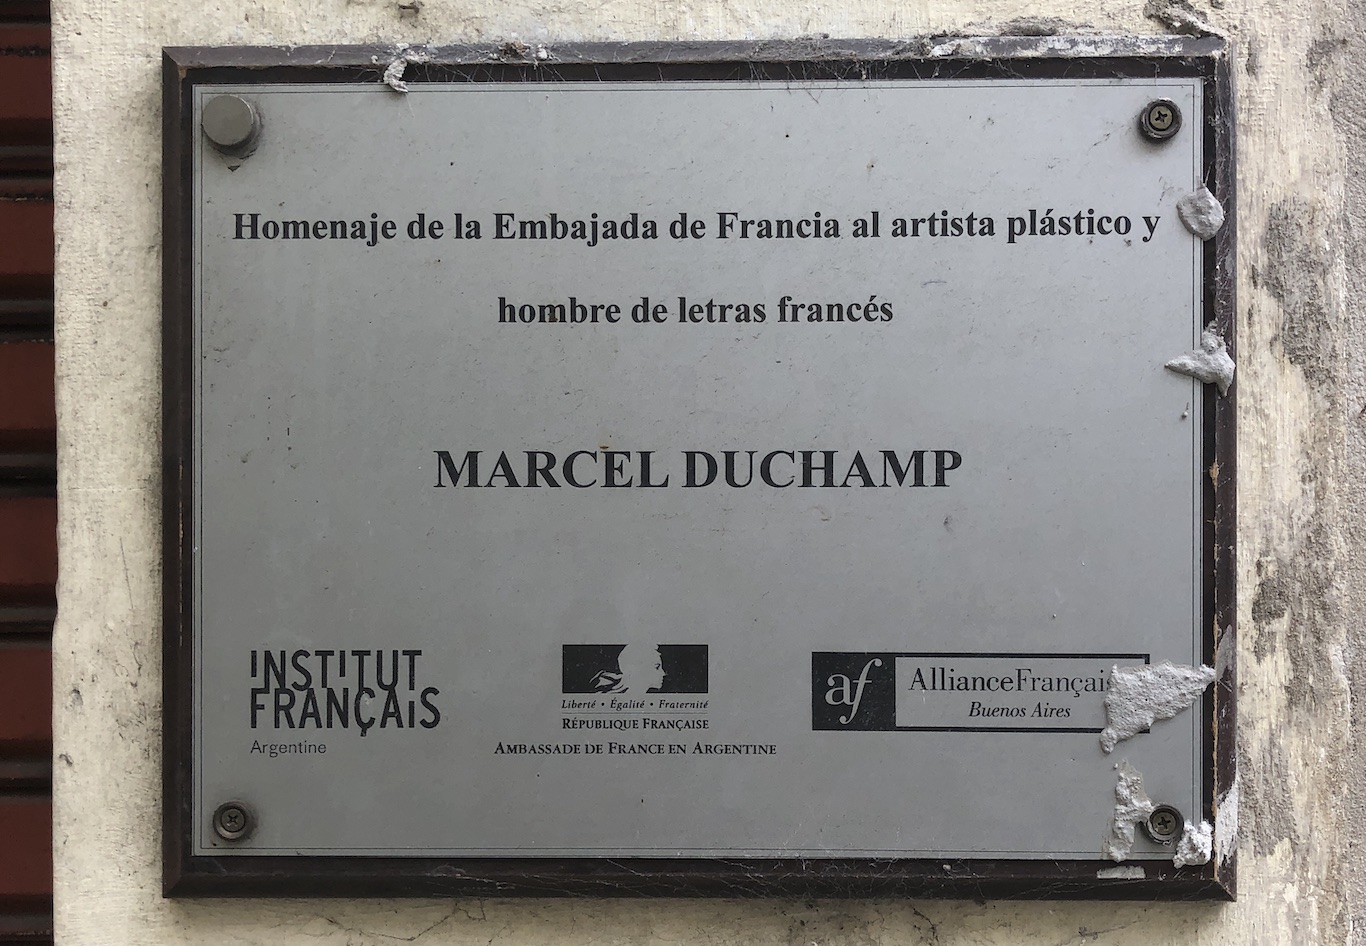 Homenaje de la Embajada de Francia al artista plástico y
hombre de letras francés
MARCEL DUCHAMP
INSTITUT
FRANÇAiS
Argentine
Liberté • Égalité • Fraternité
RÉPUBLIQUE FRANÇAISE
AMBASSADE DE FRANCE EN ARGENTINE
af
AllianceFrançais
Buenos Aires